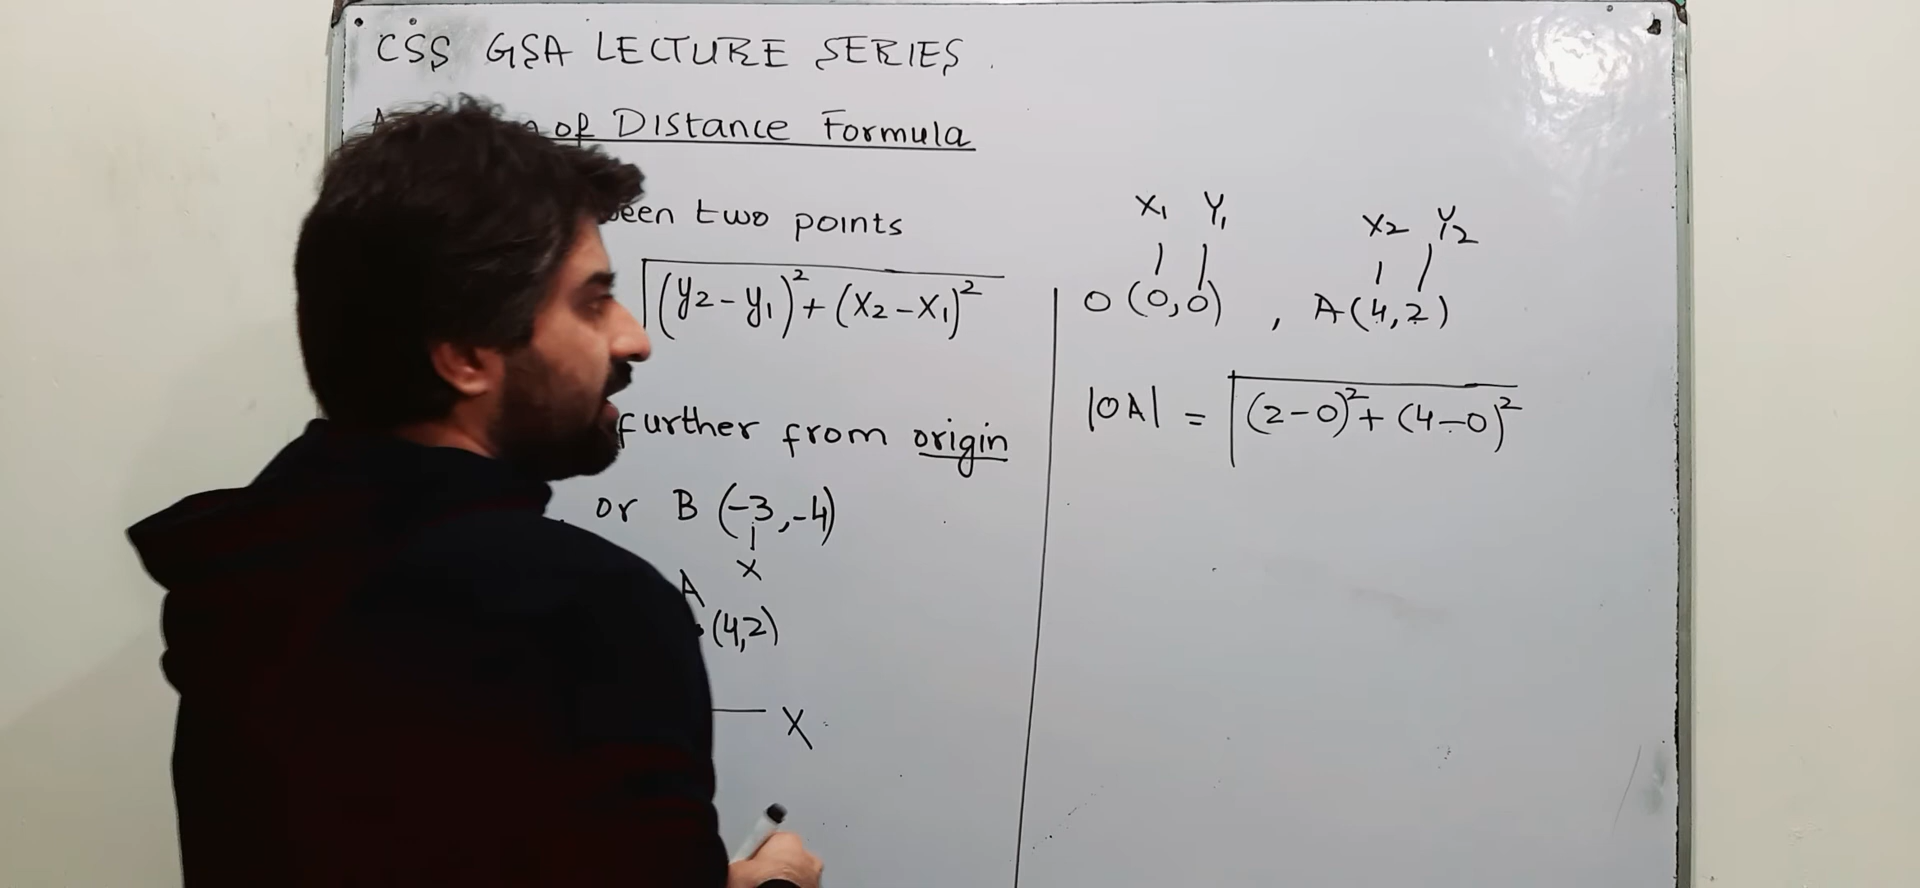 CSS GSA LECTURE SERIES.
of Distance Formula
two points
√(y₂-y₁)²+(x₂-x₁)²
further from origin
or B (-3,-4)
x
A
(4,2)
X
X₁ Y₁
X₂ Y₂
O (0,0) , A(4,2)
|OA| = √(2-0)²+(4-0)²